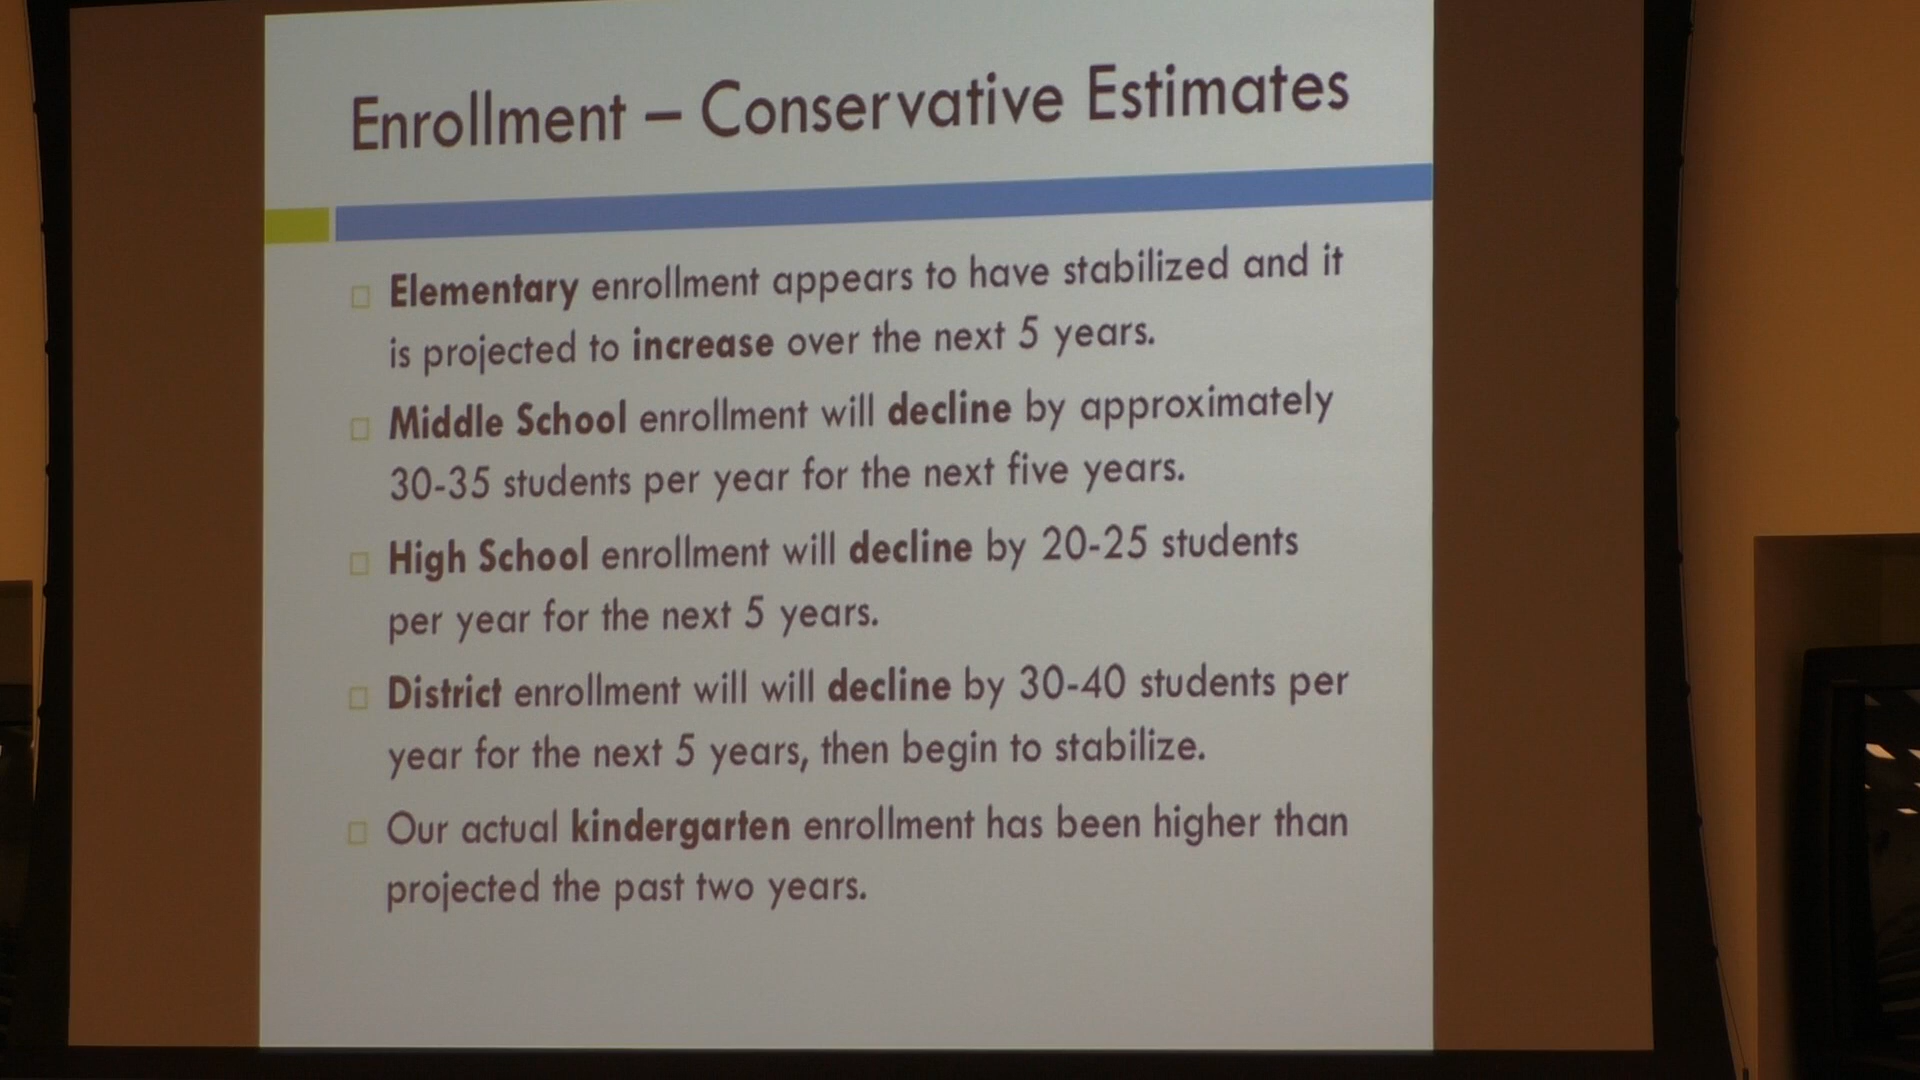 Enrollment – Conservative Estimates
Elementary enrollment appears to have stabilized and it
is projected to increase over the next 5 years.
Middle School enrollment will decline by approximately
30-35 students per year for the next five years.
High School enrollment will decline by 20-25 students
per year for the next 5 years.
District enrollment will will decline by 30-40 students per
year for the next 5 years, then begin to stabilize.
Our actual kindergarten enrollment has been higher than
projected the past two years.